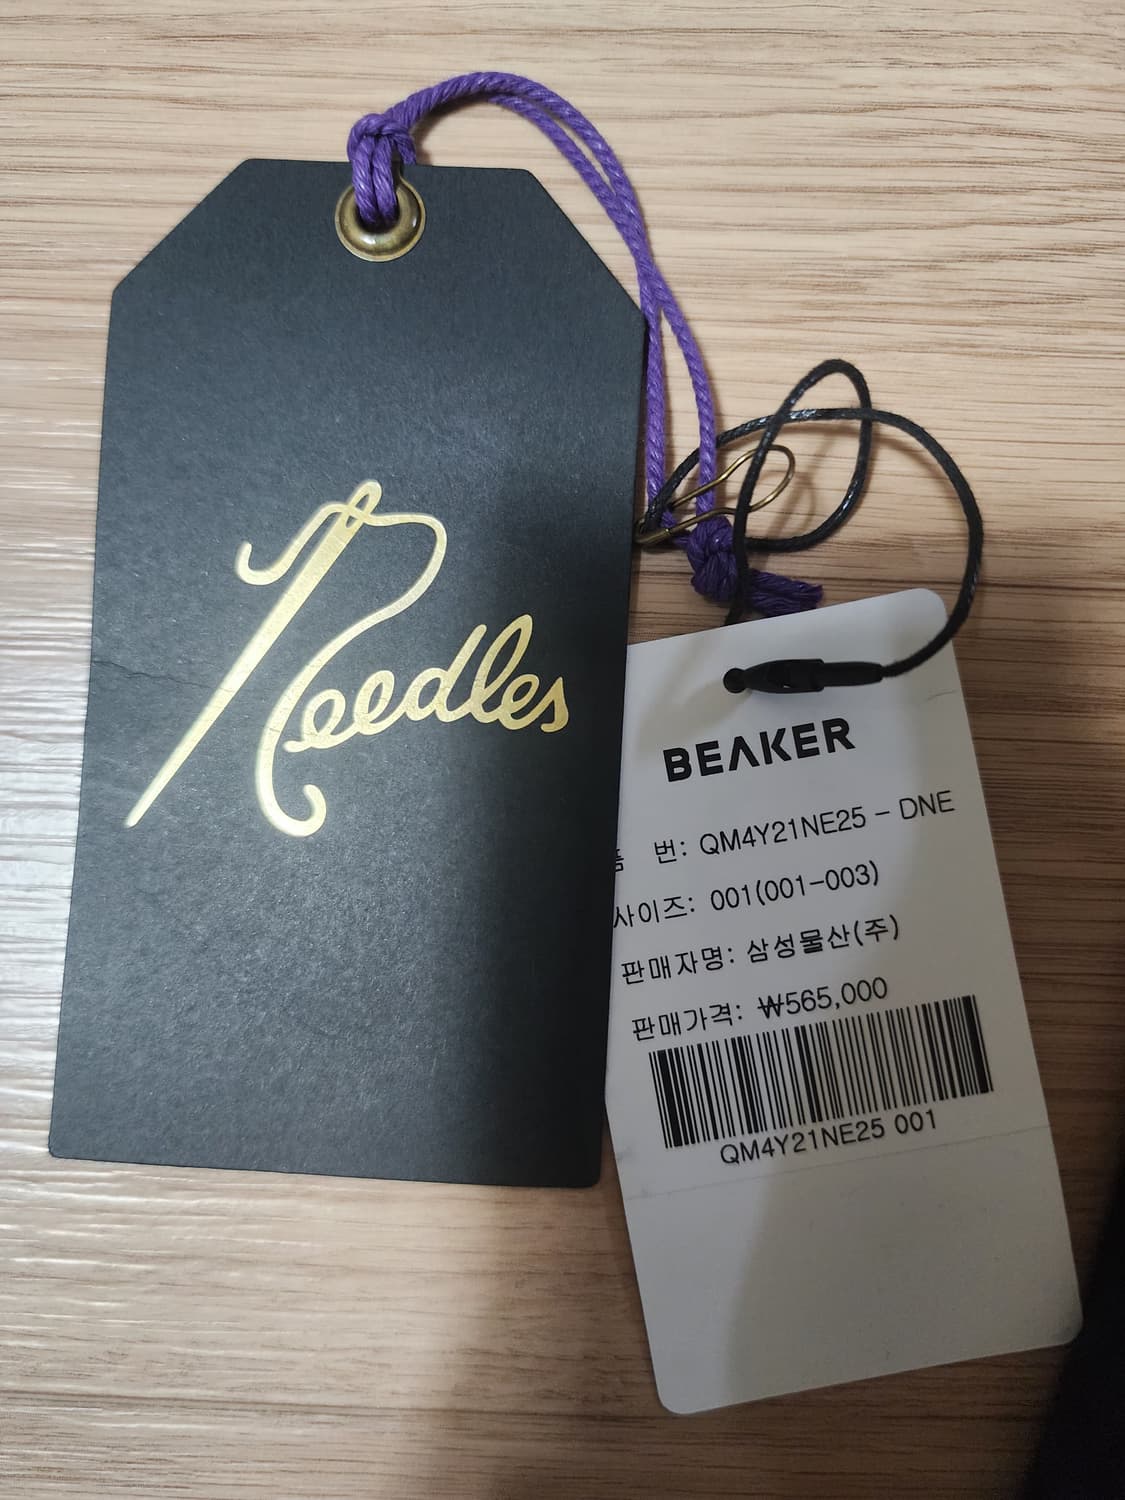 Needles
BEAKER
품 번: QM4Y21NE25 - DNE
사이즈: 001(001-003)
판매자명: 삼성물산(주)
판매가격: ₩565,000
QM4Y21NE25 001